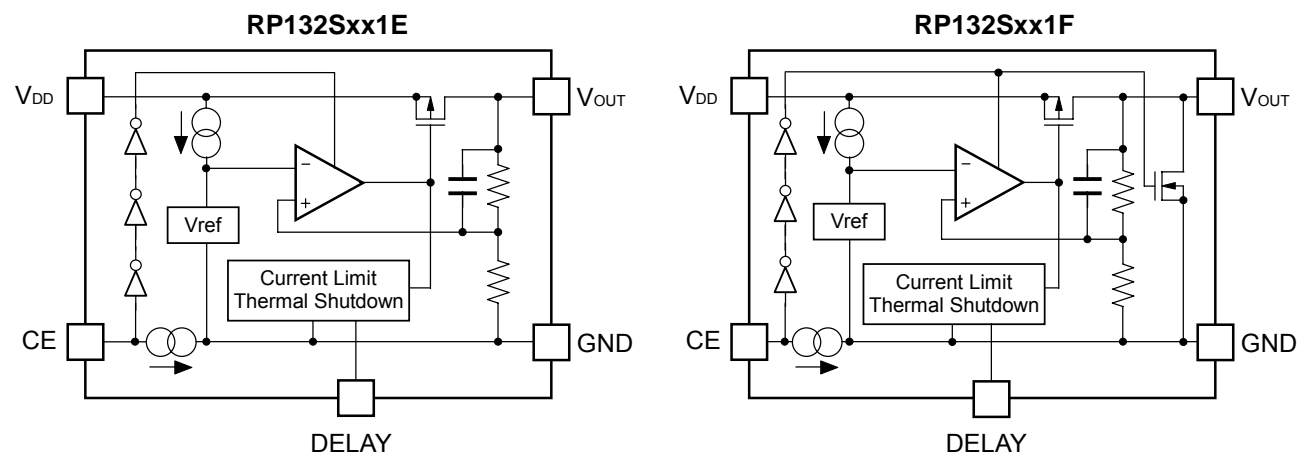 RP132Sxx1E
VDD
VOUT
−
+
Vref
Current Limit
Thermal Shutdown
CE
GND
DELAY
RP132Sxx1F
VDD
VOUT
−
+
Vref
Current Limit
Thermal Shutdown
CE
GND
DELAY